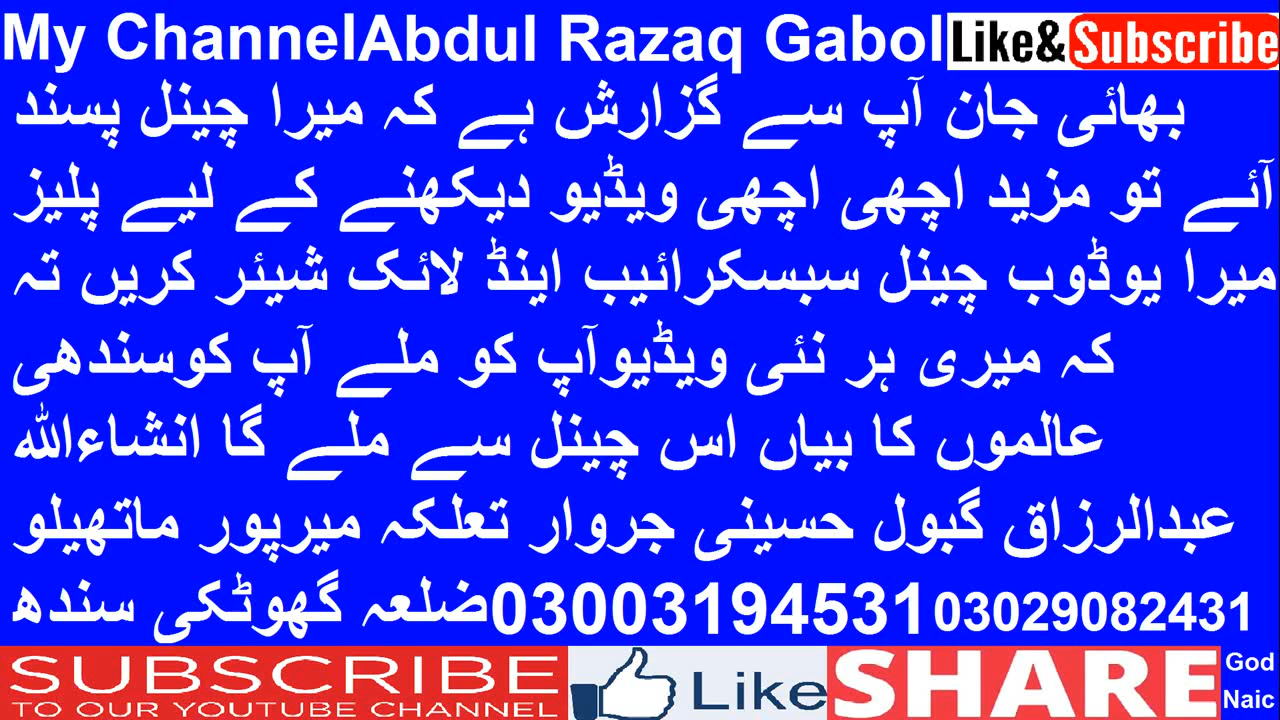 My Channel Abdul Razaq Gabol Like& Subscribe
بھائی جان آپ سے گزارش ہے کہ میرا چینل پسند
آئے تو مزید اچھی اچھی ویڈیو دیکھنے کے لیے پلیز
میرا یوڈوب چینل سبسکرائیب اینڈ لائک شیئر کریں تہ
کہ میری ہر نئی ویڈیوآپ کو ملے آپ کوسندھی
عالموں کا بیاں اس چینل سے ملے گا انشاءاللہ
عبدالرزاق گبول حسینی جروار تعلکہ میرپور ماتھیلو
ضلعہ گھوٹکی سندھ 03003194531 03029082431
SUBSCRIBE Like SHARE God
TO OUR YOUTUBE CHANNEL Naic